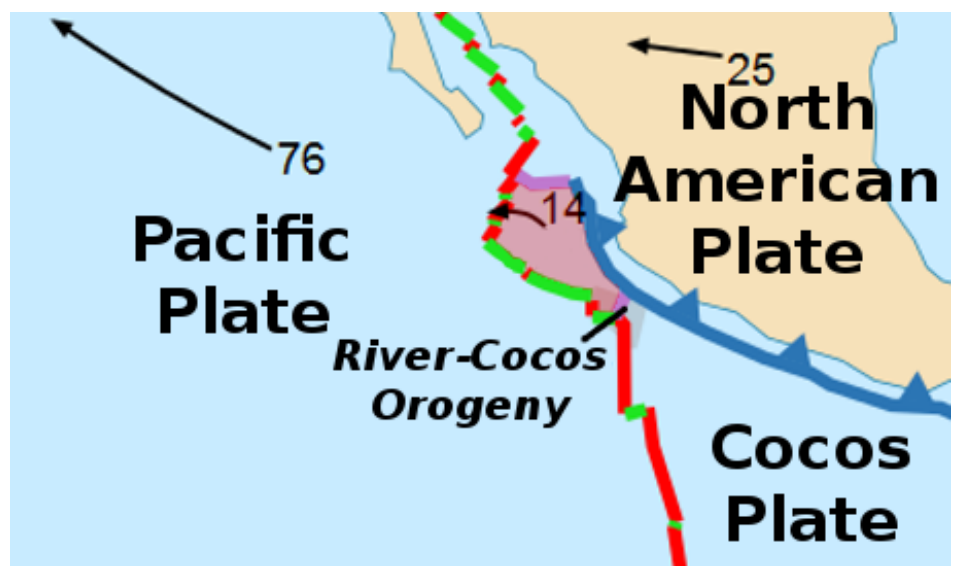 25
North
American
Plate
76
14
Pacific
Plate
River-Cocos
Orogeny
Cocos
Plate